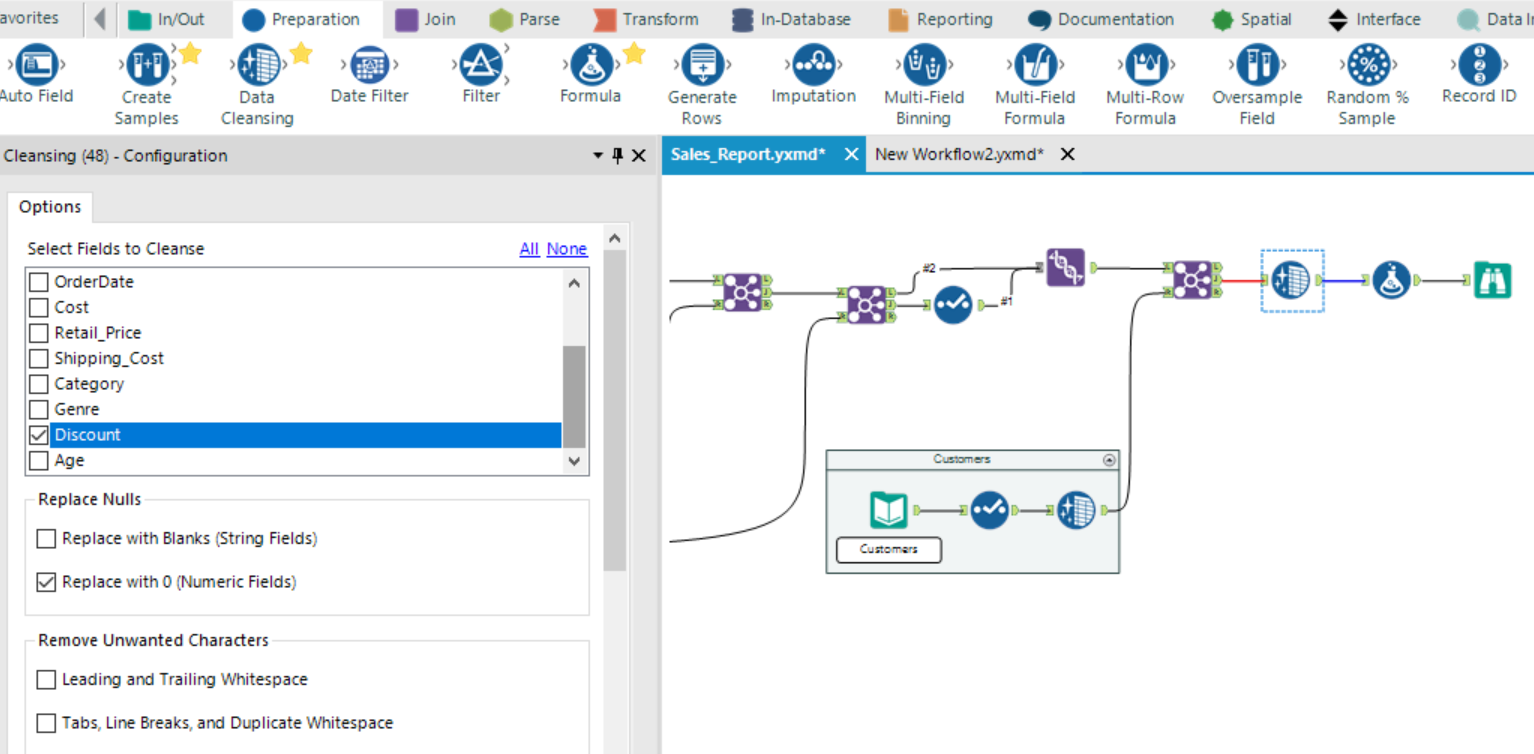 avorites In/Out Preparation Join Parse Transform In-Database Reporting Documentation Spatial Interface Data In
Auto Field
Create Samples
Data Cleansing
Date Filter
Filter
Formula
Generate Rows
Imputation
Multi-Field Binning
Multi-Field Formula
Multi-Row Formula
Oversample Field
Random % Sample
1 2 3
Record ID
Cleansing (48) - Configuration
Sales_Report.yxmd*
New Workflow2.yxmd*
Options
Select Fields to Cleanse All None
OrderDate
Cost
Retail_Price
Shipping_Cost
Category
Genre
Discount
Age
Replace Nulls
Replace with Blanks (String Fields)
Replace with 0 (Numeric Fields)
Remove Unwanted Characters
Leading and Trailing Whitespace
Tabs, Line Breaks, and Duplicate Whitespace
#2
#1
Customers
Customers